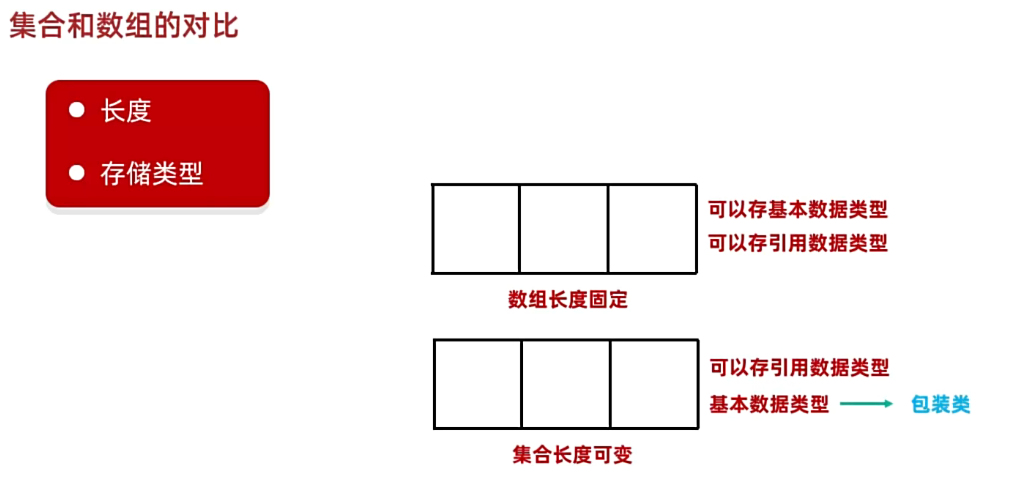 集合和数组的对比
长度
存储类型
可以存基本数据类型
可以存引用数据类型
数组长度固定
可以存引用数据类型
基本数据类型 包装类
集合长度可变